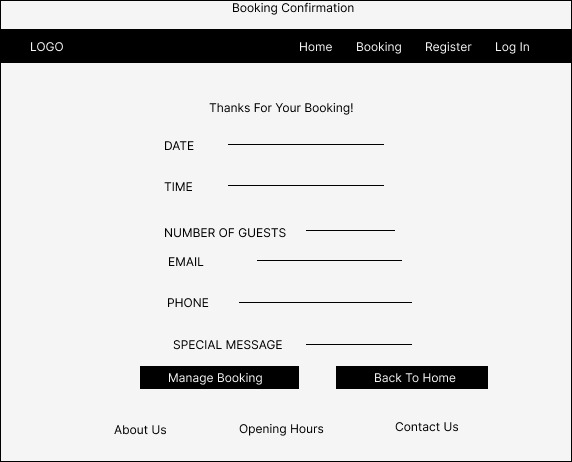 Booking Confirmation
LOGO Home Booking Register Log In
Thanks For Your Booking!
DATE
TIME
NUMBER OF GUESTS
EMAIL
PHONE
SPECIAL MESSAGE
Manage Booking Back To Home
About Us Opening Hours Contact Us